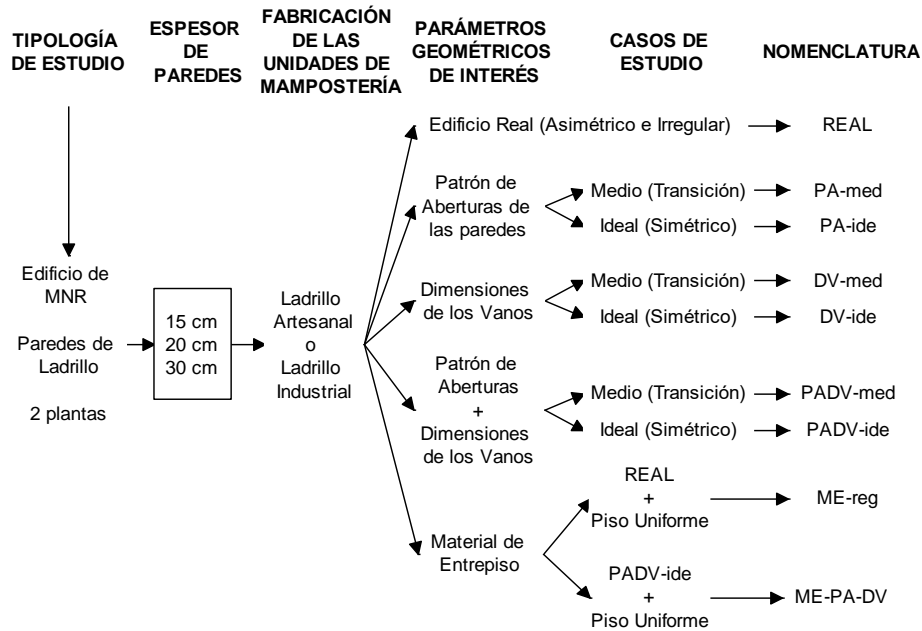 TIPOLOGÍA
DE ESTUDIO
ESPESOR
DE
PAREDES
FABRICACIÓN
DE LAS
UNIDADES DE
MAMPOSTERÍA
PARÁMETROS
GEOMÉTRICOS
DE INTERÉS
CASOS DE
ESTUDIO
NOMENCLATURA
Edificio de
MNR
Paredes de
Ladrillo
2 plantas
15 cm
20 cm
30 cm
Ladrillo
Artesanal
o
Ladrillo
Industrial
Edificio Real (Asimétrico e Irregular)
REAL
Patrón de
Aberturas de
las paredes
Medio (Transición)
PA-med
Ideal (Simétrico)
PA-ide
Dimensiones
de los Vanos
Medio (Transición)
DV-med
Ideal (Simétrico)
DV-ide
Patrón de
Aberturas
+
Dimensiones
de los Vanos
Medio (Transición)
PADV-med
Ideal (Simétrico)
PADV-ide
Material de
Entrepiso
REAL
+
Piso Uniforme
ME-reg
PADV-ide
+
Piso Uniforme
ME-PA-DV